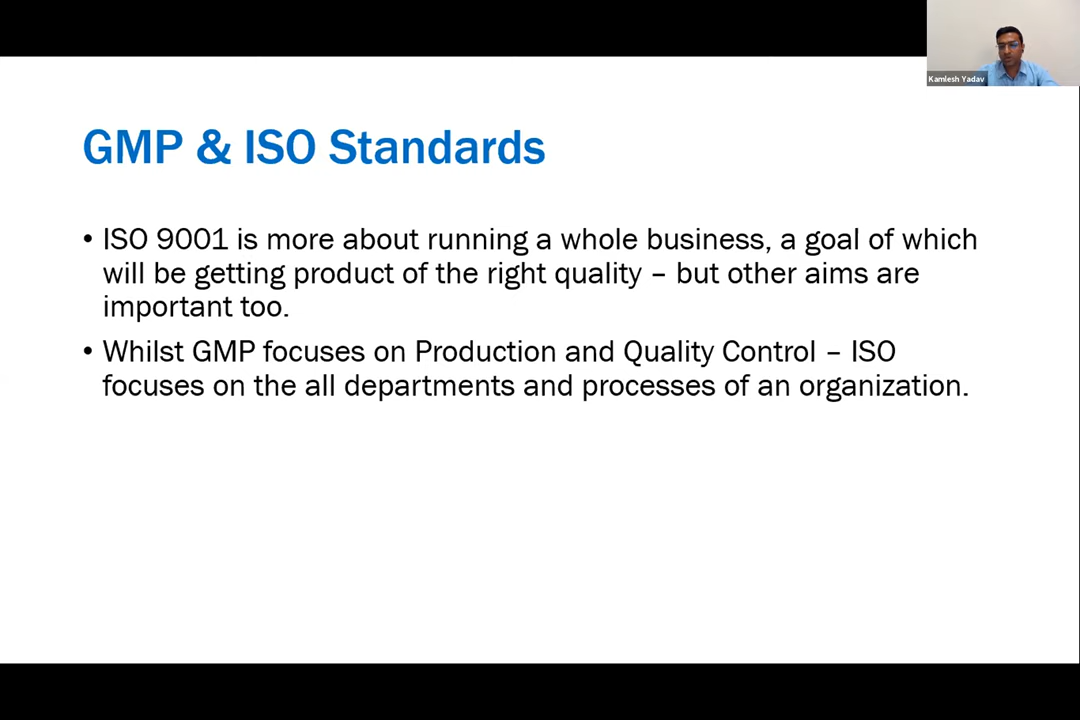 Kamlesh Yadav
GMP & ISO Standards
• ISO 9001 is more about running a whole business, a goal of which
will be getting product of the right quality – but other aims are
important too.
• Whilst GMP focuses on Production and Quality Control – ISO
focuses on the all departments and processes of an organization.